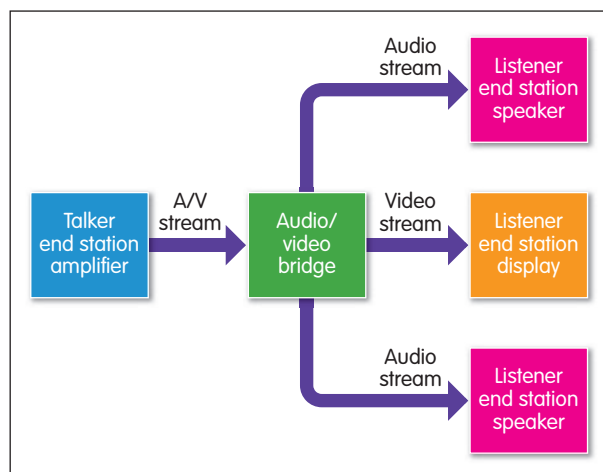 Audio
stream
Listener
end station
speaker
Talker
end station
amplifier
A/V
stream
Audio/
video
bridge
Video
stream
Listener
end station
display
Audio
stream
Listener
end station
speaker